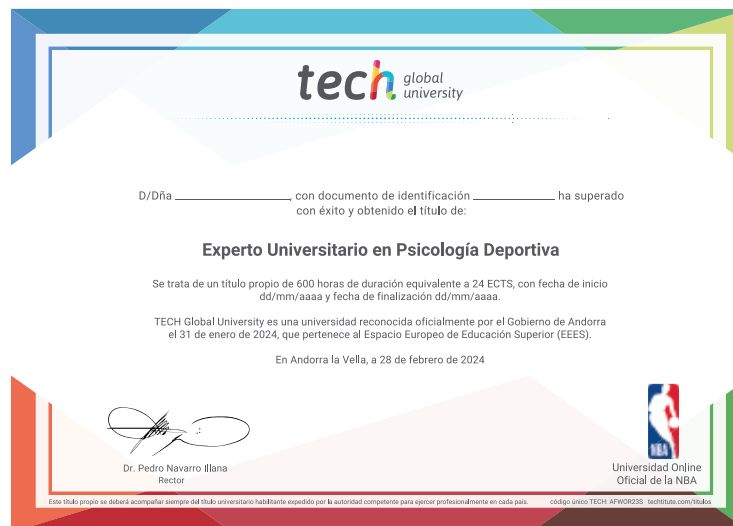 tech global
university
D/Dña ____________________, con documento de identificación ______________ ha superado
con éxito y obtenido el título de:
Experto Universitario en Psicología Deportiva
Se trata de un título propio de 600 horas de duración equivalente a 24 ECTS, con fecha de inicio
dd/mm/aaaa y fecha de finalización dd/mm/aaaa.
TECH Global University es una universidad reconocida oficialmente por el Gobierno de Andorra
el 31 de enero de 2024, que pertenece al Espacio Europeo de Educación Superior (EEES).
En Andorra la Vella, a 28 de febrero de 2024
Dr. Pedro Navarro Illana
Rector
NBA
Universidad Online
Oficial de la NBA
Este título propio se deberá acompañar siempre del título universitario habilitante expedido por la autoridad competente para ejercer profesionalmente en cada país. código único TECH: AFWOR23S techtitute.com/titulos